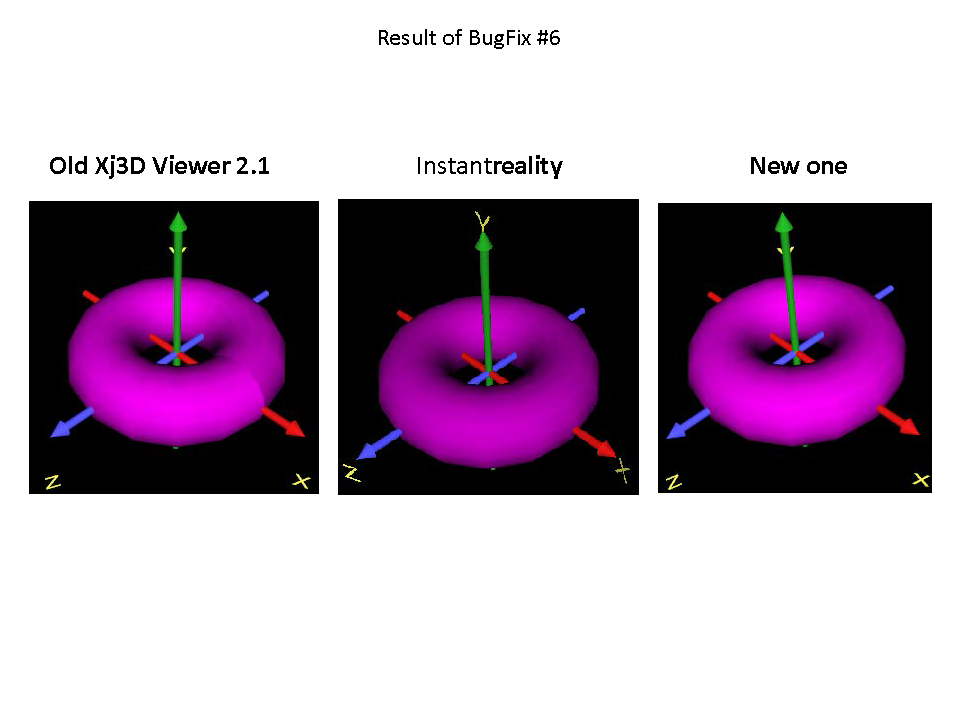 Result of BugFix #6
Old Xj3D Viewer 2.1
Instantreality
New one
Y
Y
Y
Z
X
Z
X
Z
X